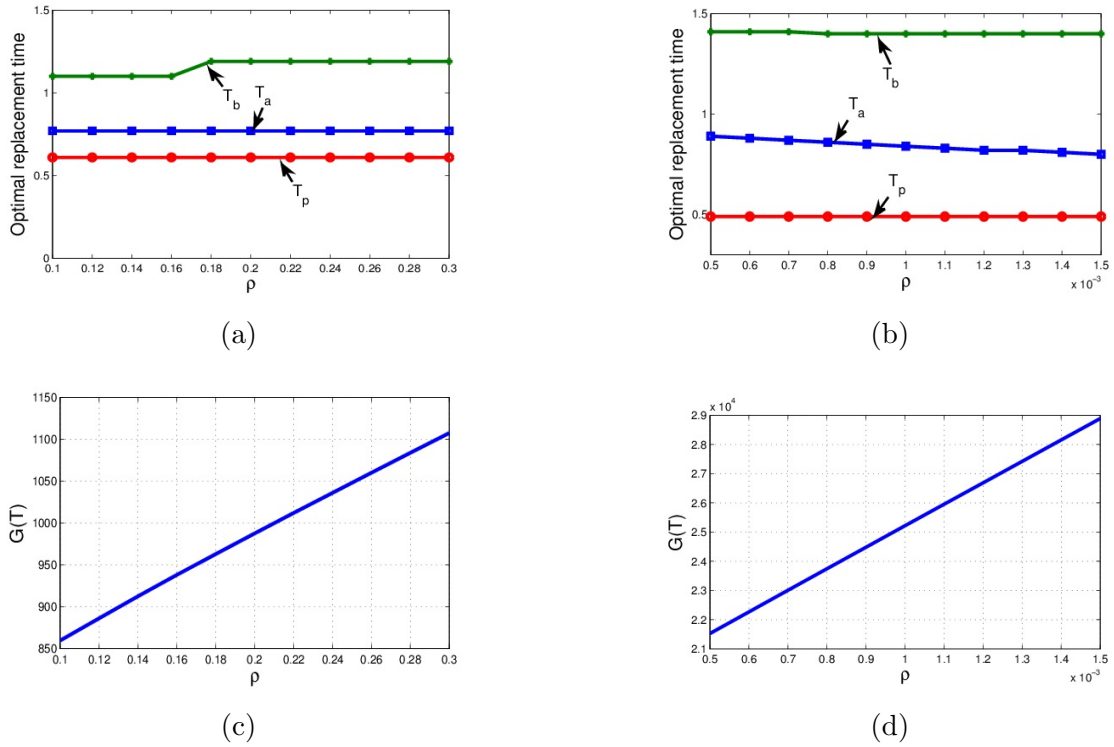 Optimal replacement time
1.5
1
0.5
0
T_b
T_a
T_p
0.1 0.12 0.14 0.16 0.18 0.2 0.22 0.24 0.26 0.28 0.3
ρ
(a)
Optimal replacement time
1.5
1
0.5
T_b
T_a
T_p
0.5 0.6 0.7 0.8 0.9 1 1.1 1.2 1.3 1.4 1.5
ρ
x 10⁻³
(b)
G(T)
1150
1100
1050
1000
950
900
850
0.1 0.12 0.14 0.16 0.18 0.2 0.22 0.24 0.26 0.28 0.3
ρ
(c)
x 10⁴
G(T)
2.9
2.8
2.7
2.6
2.5
2.4
2.3
2.2
2.1
0.5 0.6 0.7 0.8 0.9 1 1.1 1.2 1.3 1.4 1.5
ρ
x 10⁻³
(d)